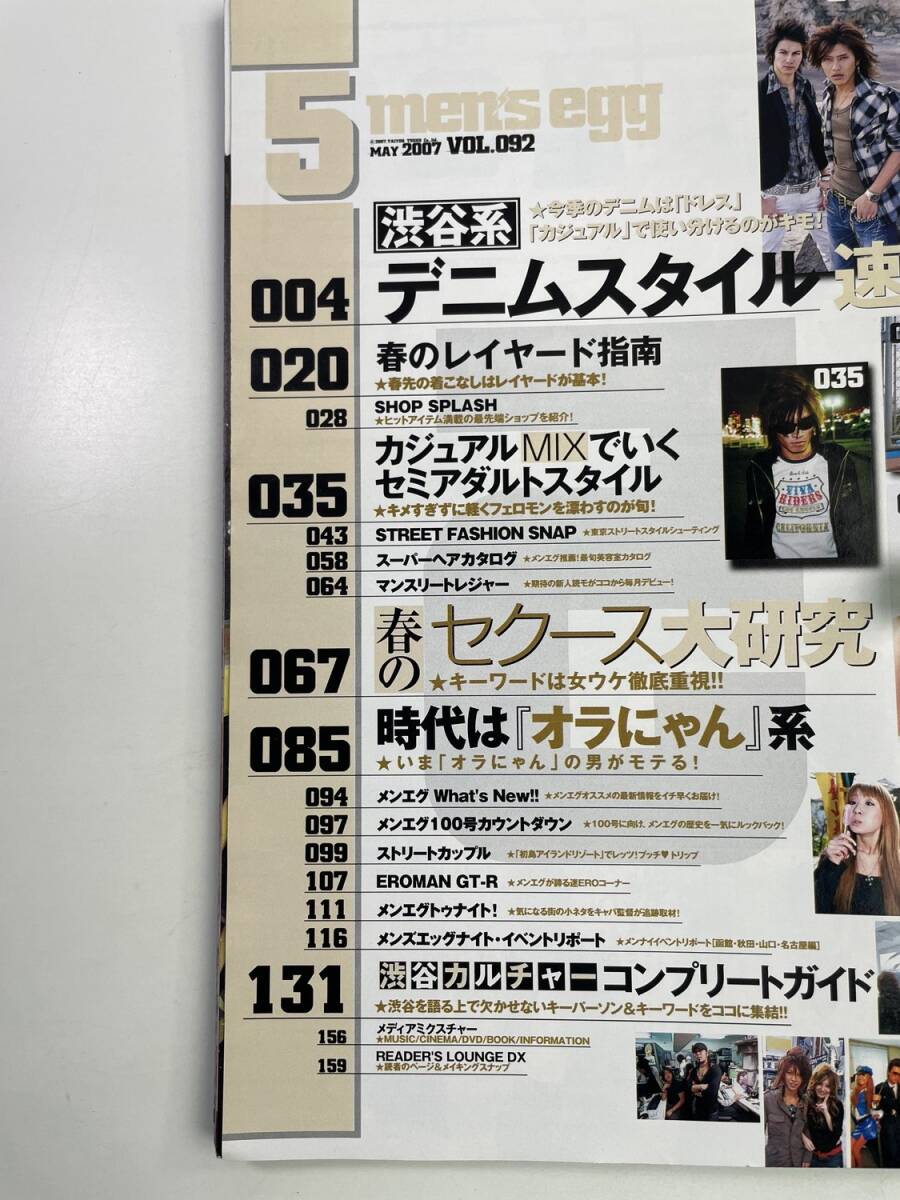 5
men's egg
MAY 2007 VOL.092
渋谷系
★今季のデニムは「ドレス」
「カジュアル」で使い分けるのがキモ!
004 デニムスタイル 速
020 春のレイヤード指南
★春先の着こなしはレイヤードが基本!
028 SHOP SPLASH
★ヒットアイテム満載の最先端ショップを紹介!
035
カジュアルMIXでいく
セミアダルトスタイル
★キメすぎずに軽くフェロモンを漂わすのが旬!
043 STREET FASHION SNAP ★東京ストリートスタイルシューティング
058 スーパーヘアカタログ ★メンエグ推薦!最旬美容室カタログ
064 マンスリートレジャー ★期待の新人読モがココから毎月デビュー!
067 春のセクース大研究
★キーワードは女ウケ徹底重視!!
085 時代は『オラにゃん』系
★いま「オラにゃん」の男がモテる!
094 メンエグ What's New!! ★メンエグオススメの最新情報をイチ早くお届け!
097 メンエグ100号カウントダウン ★100号に向け、メンエグの歴史を一気にルックバック!
099 ストリートカップル ★「初島アイランドリゾート」でレッツ!プッチ♥トリップ
107 EROMAN GT-R ★メンエグが誇る迷EROコーナー
111 メンエグトゥナイト! ★気になる街の小ネタをキャバ監督が追跡取材!
116 メンズエッグナイト・イベントリポート ★メンナイイベントリポート[函館・秋田・山口・名古屋編]
131 渋谷カルチャーコンプリートガイド
★渋谷を語る上で欠かせないキーパーソン&キーワードをココに集結!!
156 メディアミクスチャー
★MUSIC/CINEMA/DVD/BOOK/INFORMATION
159 READER'S LOUNGE DX
★読者のページ&メイキングスナップ
035
VIVA
RIDERS
CALIFORNIA